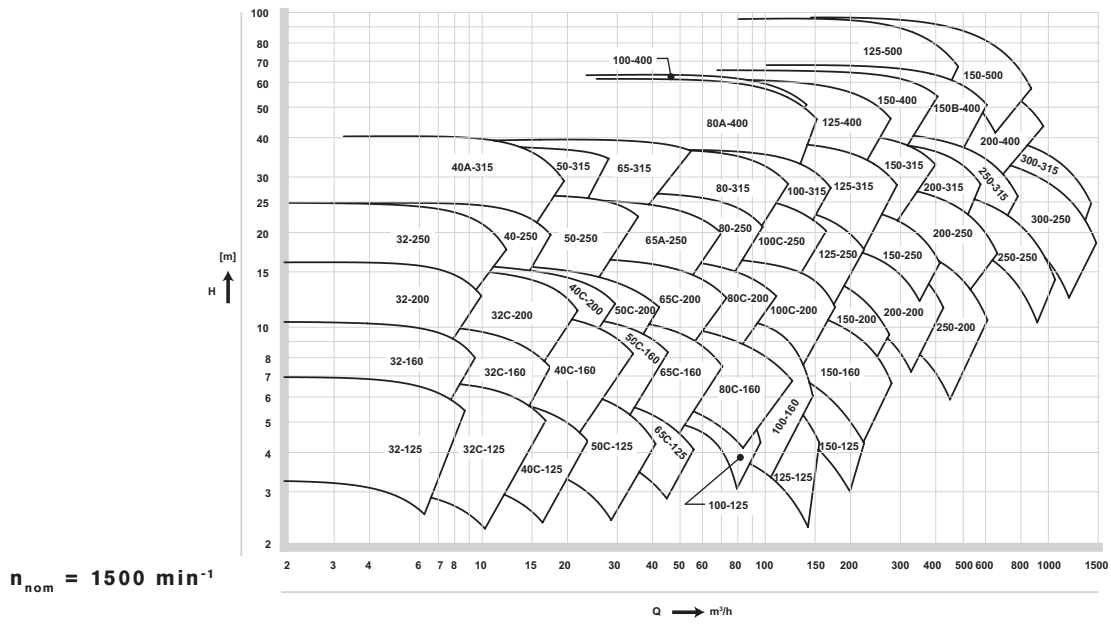 100
80
70
60
50
40
30
25
20
15
10
8
7
6
5
4
3
2
[m]
H
125-500
100-400
150-500
150-400
150B-400
80A-400
125-400
200-400
40A-315
50-315
65-315
150-315
300-315
250-315
80-315
100-315
125-315
200-315
300-250
32-250
40-250
50-250
65A-250
80-250
100C-250
125-250
150-250
200-250
250-250
32-200
32C-200
40C-200
50C-200
65C-200
80C-200
100C-200
150-200
200-200
250-200
32-160
32C-160
40C-160
50C-160
65C-160
80C-160
100-160
150-160
32-125
32C-125
40C-125
50C-125
65C-125
100-125
125-125
150-125
2 3 4 6 7 8 10 15 20 30 40 50 60 80 100 150 200 300 400 500 600 800 1000 1500
n nom = 1500 min-1
Q m³/h